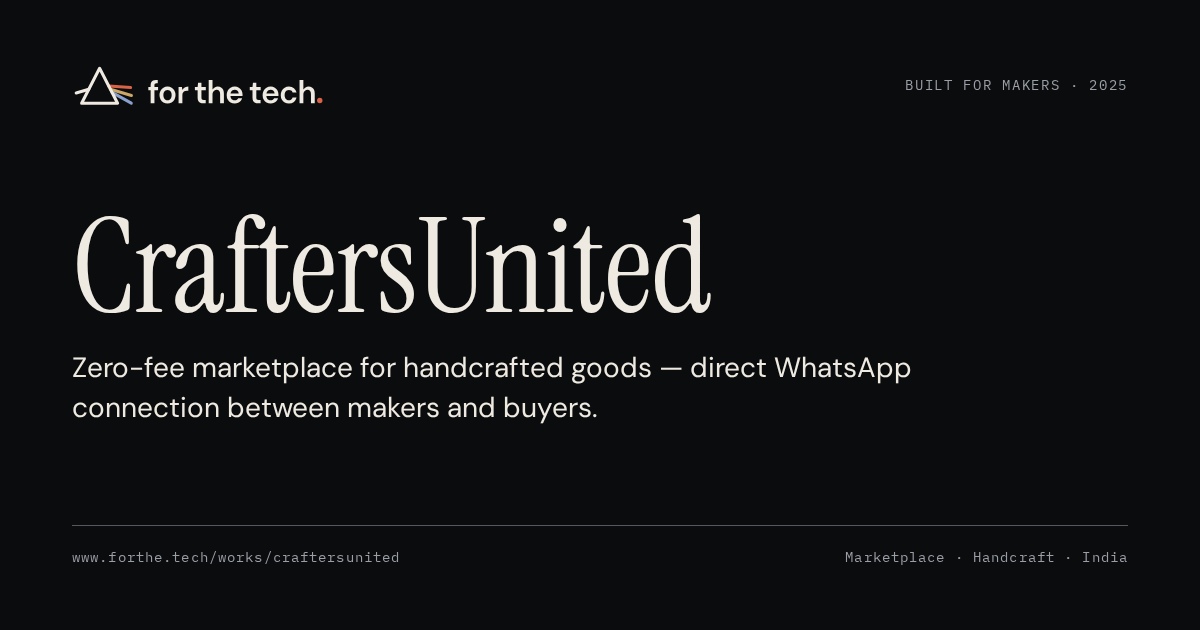 for the tech.
BUILT FOR MAKERS · 2025
CraftersUnited
Zero-fee marketplace for handcrafted goods — direct WhatsApp
connection between makers and buyers.
www.forthe.tech/works/craftersunited
Marketplace · Handcraft · India